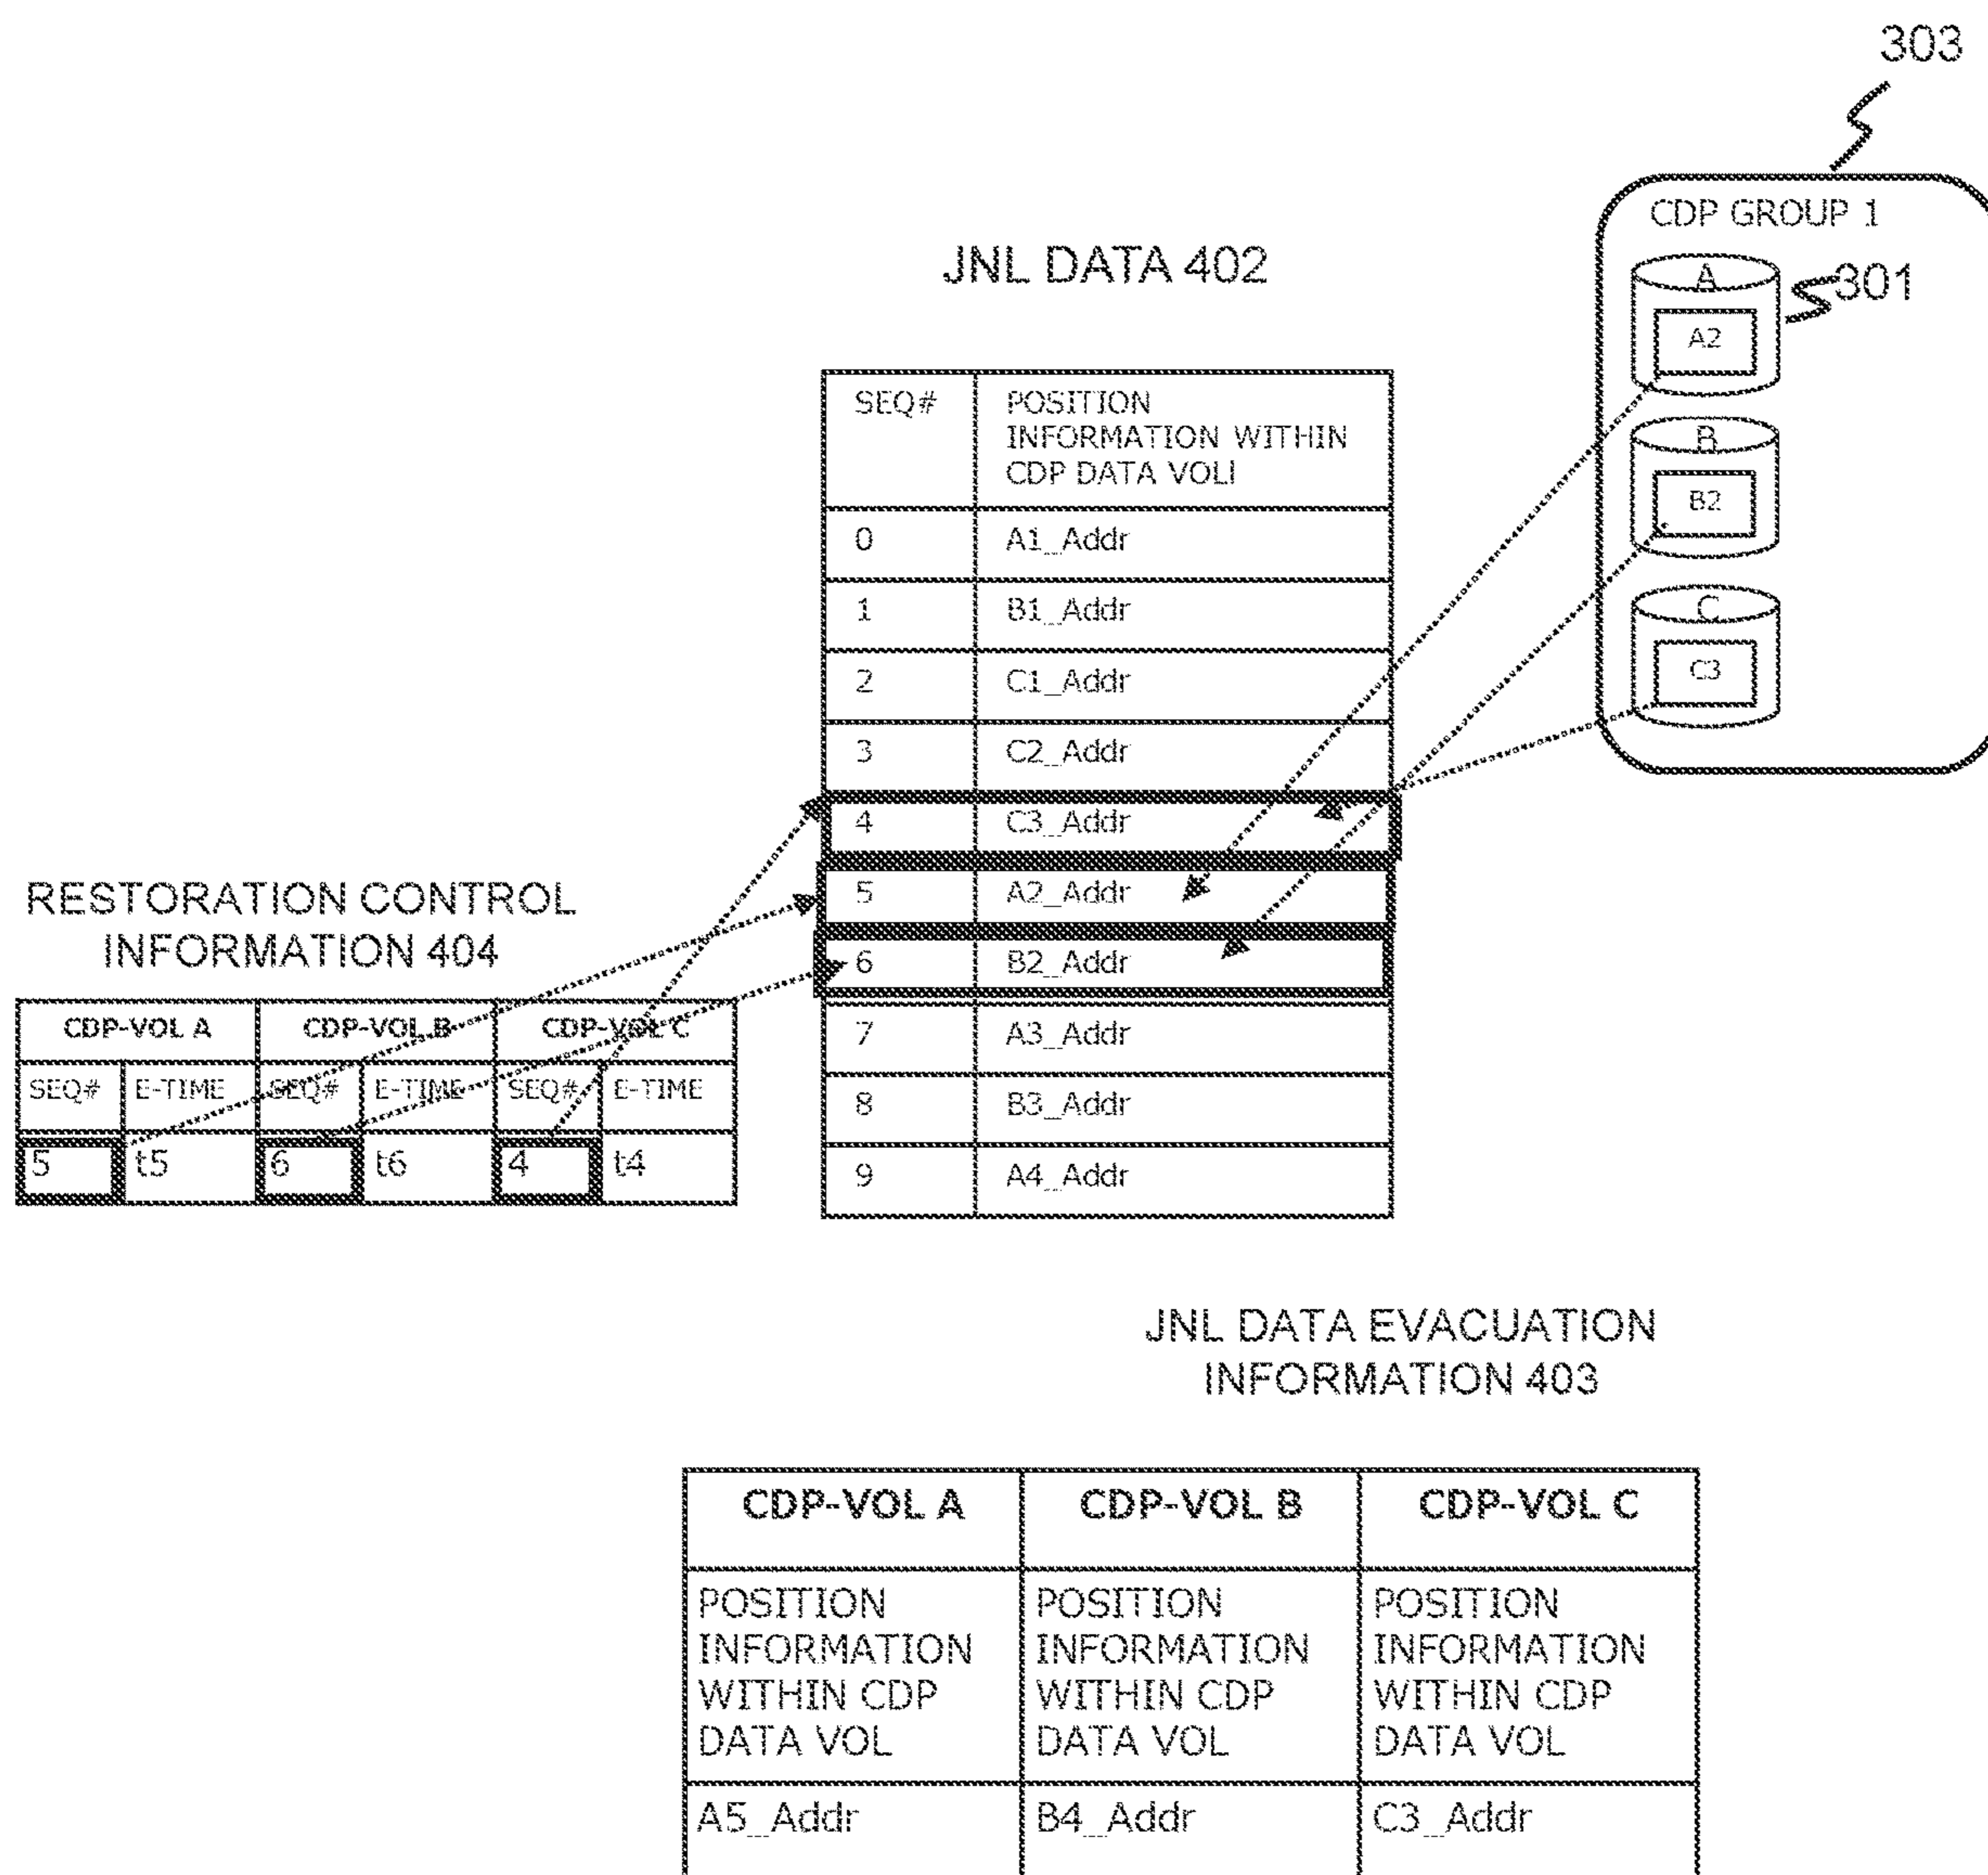 303
CDP GROUP 1
A
301
A2
B
B2
C
C3
JNL DATA 402
SEQ# POSITION
INFORMATION WITHIN
CDP DATA VOLl
0 A1_Addr
1 B1_Addr
2 C1_Addr
3 C2_Addr
4 C3_Addr
5 A2_Addr
6 B2_Addr
7 A3_Addr
8 B3_Addr
9 A4_Addr
RESTORATION CONTROL
INFORMATION 404
CDP-VOL A CDP-VOL B CDP-VOL C
SEQ# E-TIME SEQ# E-TIME SEQ# E-TIME
5 t5 6 t6 4 t4
JNL DATA EVACUATION
INFORMATION 403
CDP-VOL A CDP-VOL B CDP-VOL C
POSITION POSITION POSITION
INFORMATION INFORMATION INFORMATION
WITHIN CDP WITHIN CDP WITHIN CDP
DATA VOL DATA VOL DATA VOL
A5_Addr B4_Addr C3_Addr